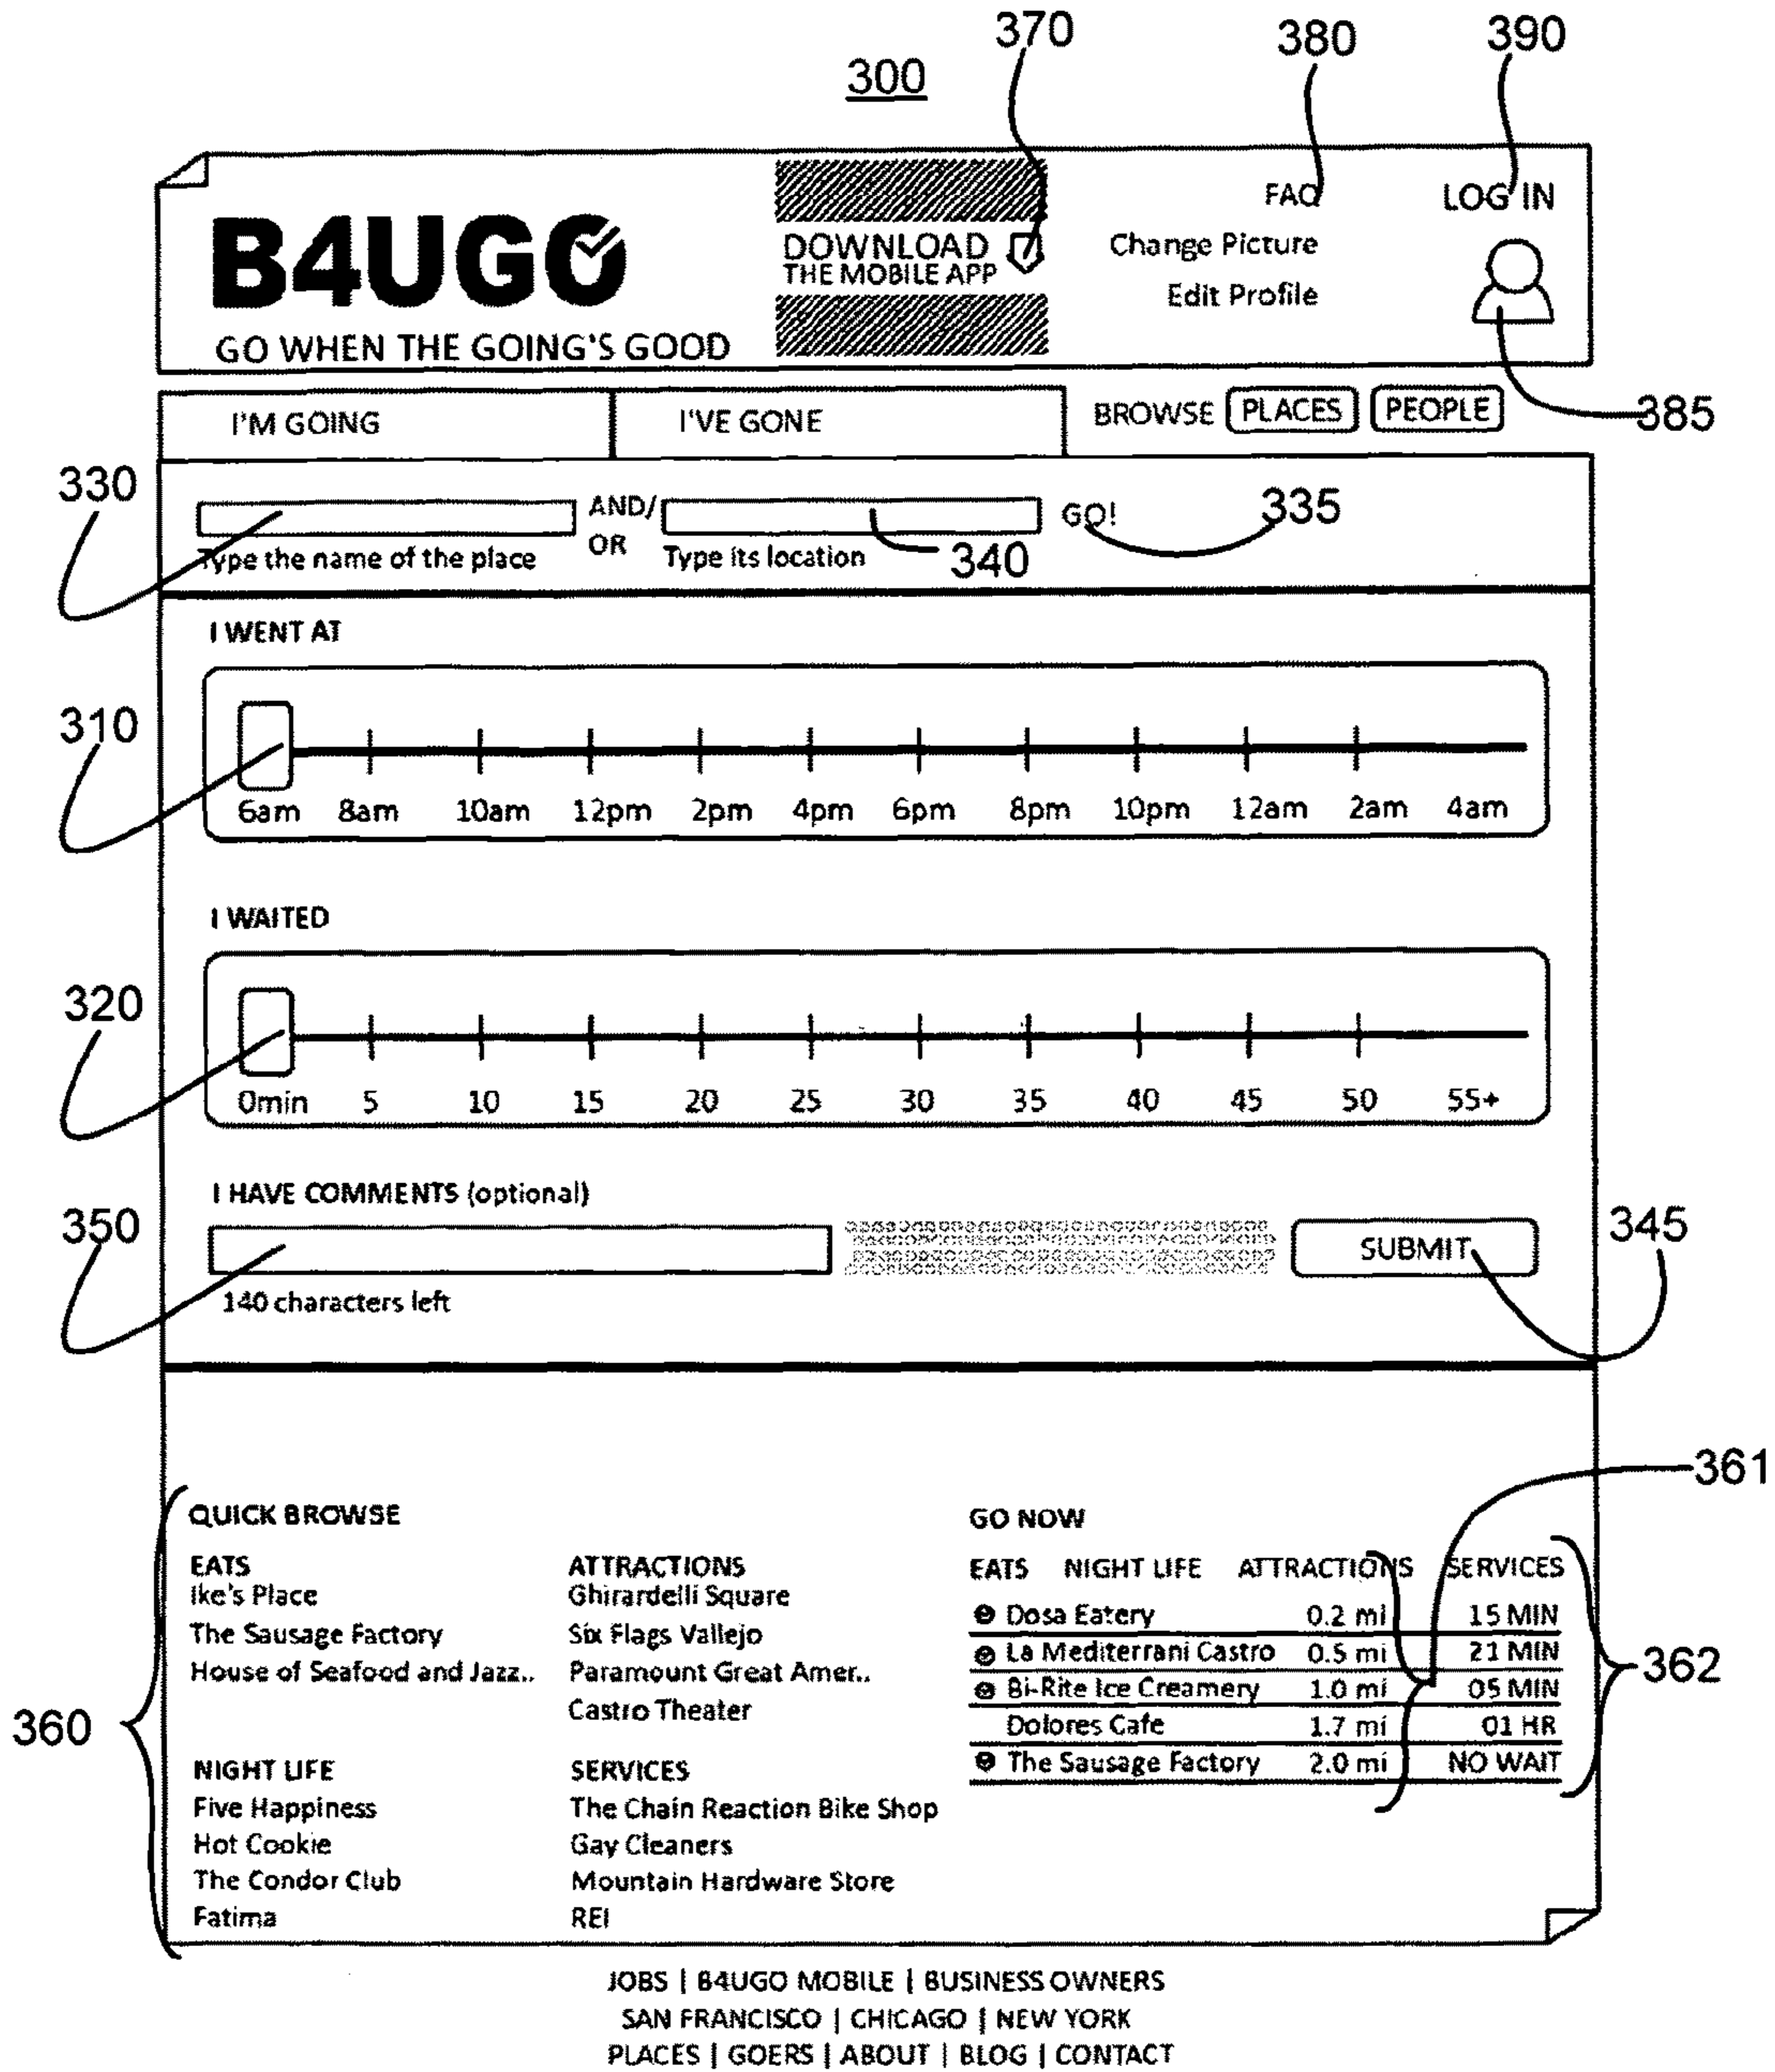 370
380
390
300
B4UGO
GO WHEN THE GOING'S GOOD
DOWNLOAD
THE MOBILE APP
FAQ
Change Picture
Edit Profile
LOG IN
385
I'M GOING
I'VE GONE
BROWSE PLACES PEOPLE
330
AND/
OR
GO!
335
Type the name of the place
Type its location
340
I WENT AT
310
6am 8am 10am 12pm 2pm 4pm 6pm 8pm 10pm 12am 2am 4am
I WAITED
320
0min 5 10 15 20 25 30 35 40 45 50 55+
I HAVE COMMENTS (optional)
350
SUBMIT
345
140 characters left
361
360
QUICK BROWSE
EATS
Ike's Place
The Sausage Factory
House of Seafood and Jazz..
ATTRACTIONS
Ghirardelli Square
Six Flags Vallejo
Paramount Great Amer..
Castro Theater
NIGHT LIFE
Five Happiness
Hot Cookie
The Condor Club
Fatima
SERVICES
The Chain Reaction Bike Shop
Gay Cleaners
Mountain Hardware Store
REI
GO NOW
EATS NIGHT LIFE ATTRACTIONS SERVICES
Dosa Eatery 0.2 mi 15 MIN
La Mediterrani Castro 0.5 mi 21 MIN
Bi-Rite Ice Creamery 1.0 mi 05 MIN
Dolores Cafe 1.7 mi 01 HR
The Sausage Factory 2.0 mi NO WAIT
362
JOBS | B4UGO MOBILE | BUSINESS OWNERS
SAN FRANCISCO | CHICAGO | NEW YORK
PLACES | GOERS | ABOUT | BLOG | CONTACT